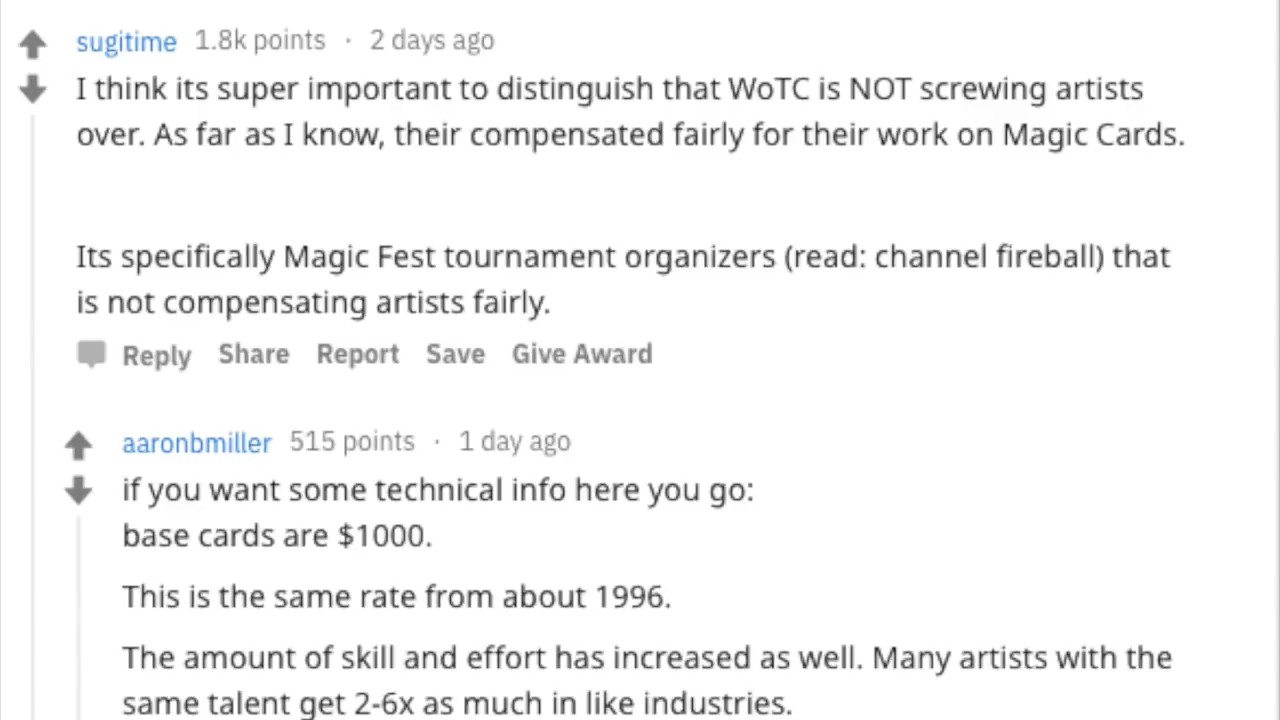 sugitime 1.8k points · 2 days ago
I think its super important to distinguish that WoTC is NOT screwing artists
over. As far as I know, their compensated fairly for their work on Magic Cards.
Its specifically Magic Fest tournament organizers (read: channel fireball) that
is not compensating artists fairly.
Reply Share Report Save Give Award
aaronbmiller 515 points · 1 day ago
if you want some technical info here you go:
base cards are $1000.
This is the same rate from about 1996.
The amount of skill and effort has increased as well. Many artists with the
same talent get 2-6x as much in like industries.